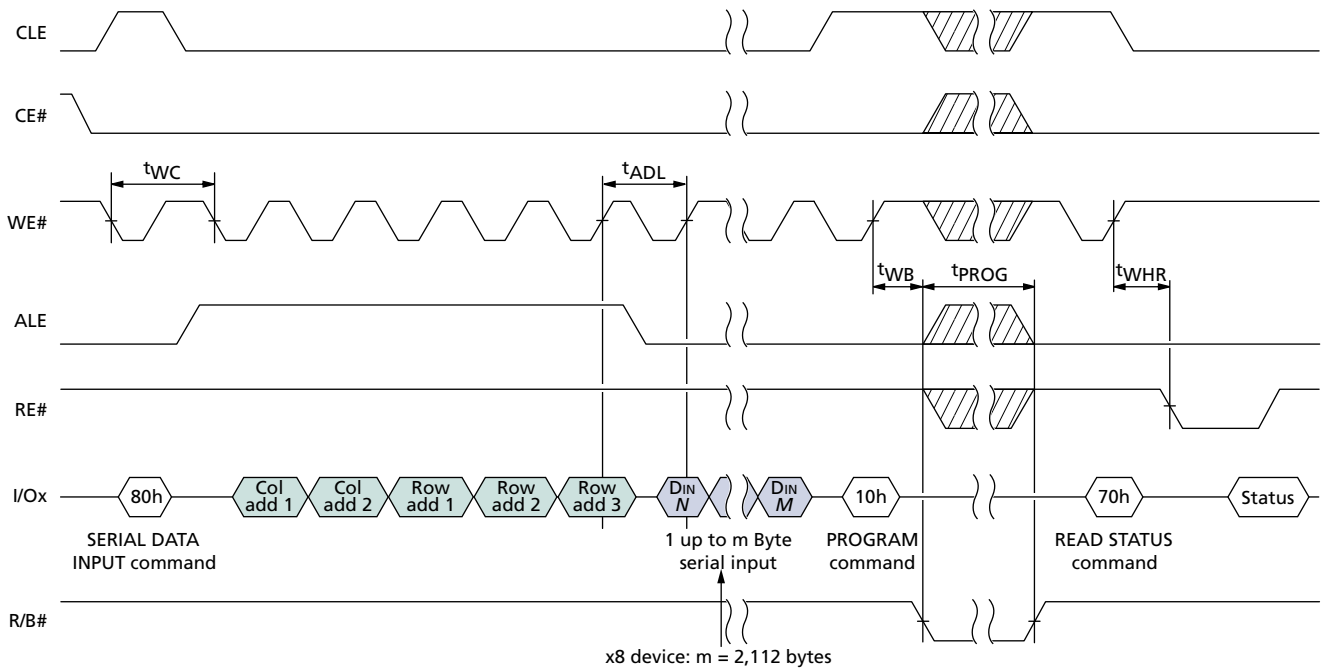 CLE
CE#
tWC
tADL
WE#
tWB
tPROG
tWHR
ALE
RE#
I/Ox
80h
Col
add 1
Col
add 2
Row
add 1
Row
add 2
Row
add 3
DIN
N
DIN
M
10h
70h
Status
SERIAL DATA
INPUT command
1 up to m Byte
serial input
PROGRAM
command
READ STATUS
command
R/B#
x8 device: m = 2,112 bytes